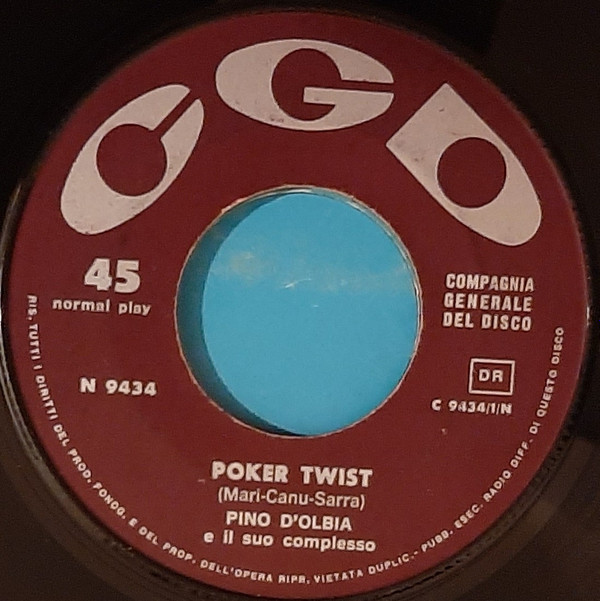 CGD
45
normal play
COMPAGNIA
GENERALE
DEL DISCO
N 9434
DR
C 9434/1/N
POKER TWIST
(Mari-Canu-Sarra)
PINO D'OLBIA
e il suo complesso
RIS. TUTTI I DIRITTI DEL PROD. FONOG. E DEL PROP. DELL'OPERA RIPR. VIETATA DUPLIC.- PUBB. ESEC. RADIO DIFF. DI QUESTO DISCO